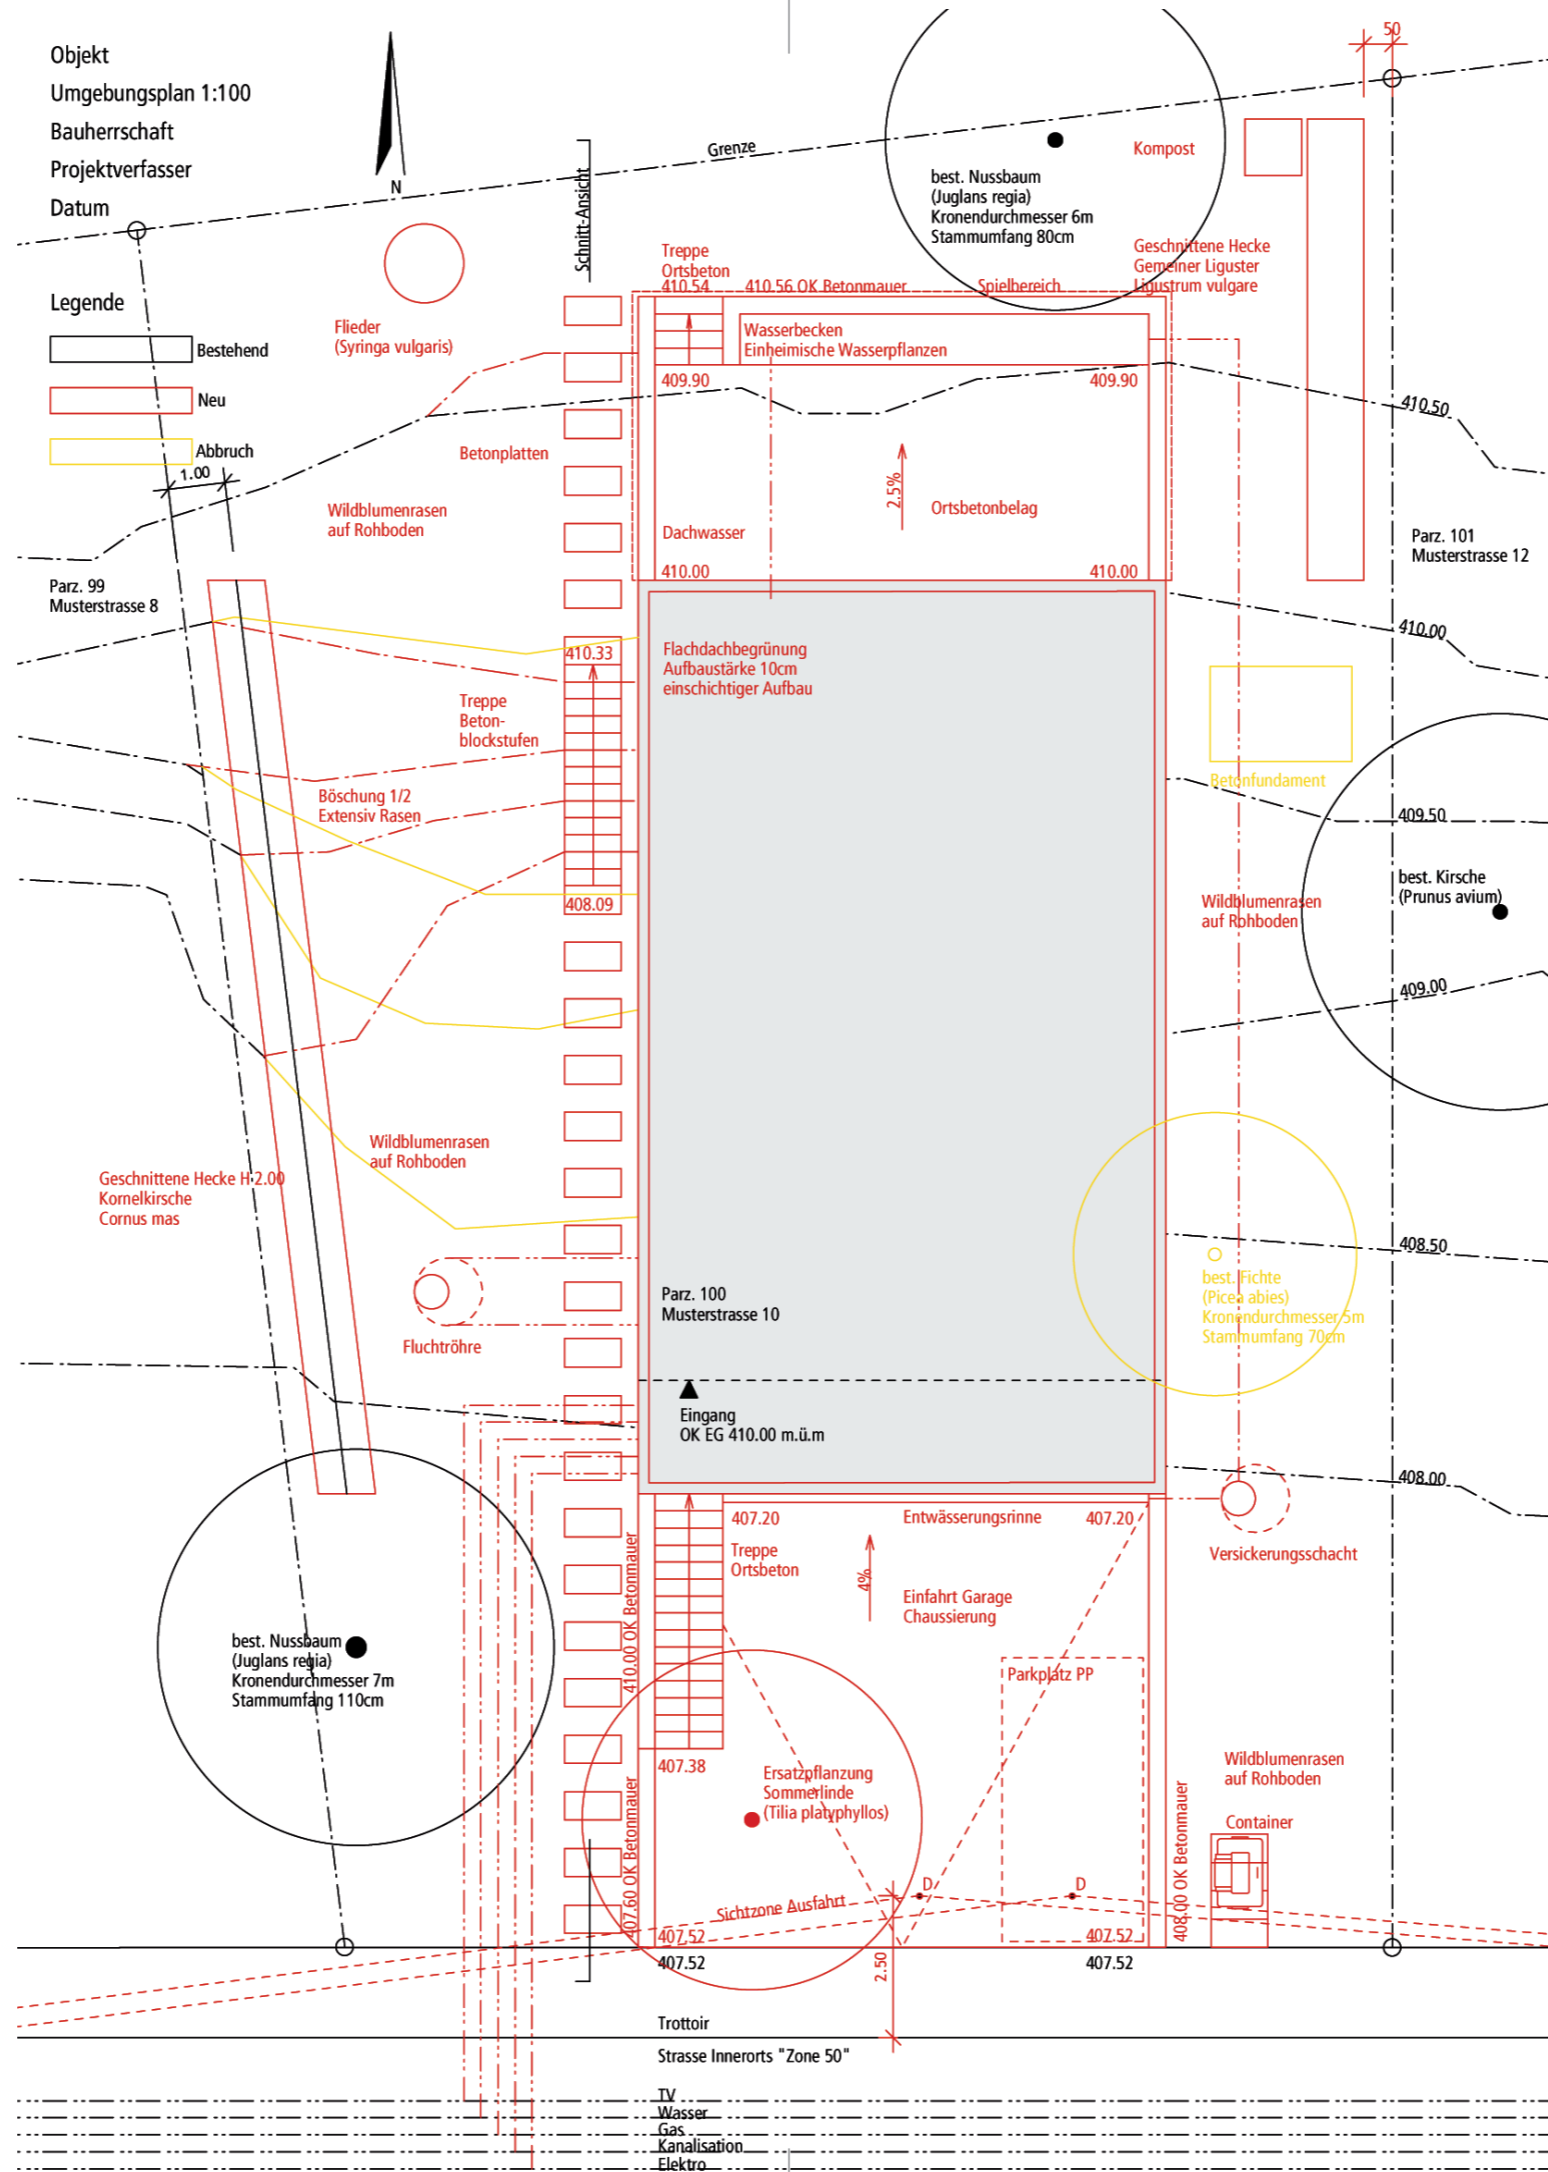 Objekt
Umgebungsplan 1:100
Bauherrschaft
Projektverfasser
Datum
N
Grenze
Schnitt-Ansicht
50
Kompost
best. Nussbaum
(Juglans regia)
Kronendurchmesser 6m
Stammumfang 80cm
Geschnittene Hecke
Gemeiner Liguster
Ligustrum vulgare
Legende
Bestehend
Neu
Abbruch
1.00
Flieder
(Syringa vulgaris)
Treppe
Ortsbeton
410.54
410.56 OK Betonmauer
Spielbereich
Wasserbecken
Einheimische Wasserpflanzen
409.90
409.90
410.50
Betonplatten
2.5%
Ortsbetonbelag
Wildblumenrasen
auf Rohboden
Dachwasser
410.00
410.00
Parz. 101
Musterstrasse 12
Parz. 99
Musterstrasse 8
410.00
410.33
Flachdachbegrünung
Aufbaustärke 10cm
einschichtiger Aufbau
Treppe
Beton-
blockstufen
Betonfundament
Böschung 1/2
Extensiv Rasen
409.50
408.09
best. Kirsche
(Prunus avium)
Wildblumenrasen
auf Rohboden
409.00
Wildblumenrasen
auf Rohboden
Geschnittene Hecke H 2.00
Kornelkirsche
Cornus mas
408.50
best. Fichte
(Picea abies)
Kronendurchmesser 5m
Stammumfang 70cm
Parz. 100
Musterstrasse 10
Fluchtröhre
Eingang
OK EG 410.00 m.ü.m
408.00
407.20
Entwässerungsrinne
407.20
Treppe
Ortsbeton
Versickerungsschacht
4%
Einfahrt Garage
Chaussierung
410.00 OK Betonmauer
best. Nussbaum
(Juglans regia)
Kronendurchmesser 7m
Stammumfang 110cm
Parkplatz PP
407.38
Ersatzpflanzung
Sommerlinde
(Tilia platyphyllos)
Wildblumenrasen
auf Rohboden
Container
407.60 OK Betonmauer
408.00 OK Betonmauer
Sichtzone Ausfahrt
D
D
407.52
407.52
407.52
407.52
2.50
Trottoir
Strasse Innerorts "Zone 50"
TV
Wasser
Gas
Kanalisation
Elektro